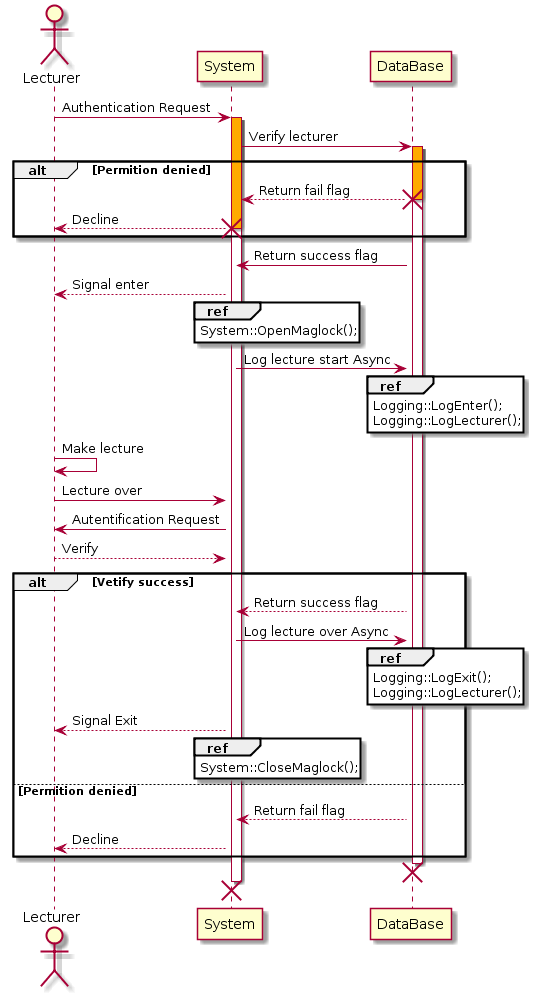 Lecturer
System
DataBase
Authentication Request
Verify lecturer
alt
[Permition denied]
Return fail flag
Decline
Return success flag
Signal enter
ref
System::OpenMaglock();
Log lecture start Async
ref
Logging::LogEnter();
Logging::LogLecturer();
Make lecture
Lecture over
Autentification Request
Verify
alt
[Vetify success]
Return success flag
Log lecture over Async
ref
Logging::LogExit();
Logging::LogLecturer();
Signal Exit
ref
System::CloseMaglock();
[Permition denied]
Return fail flag
Decline
Lecturer
System
DataBase